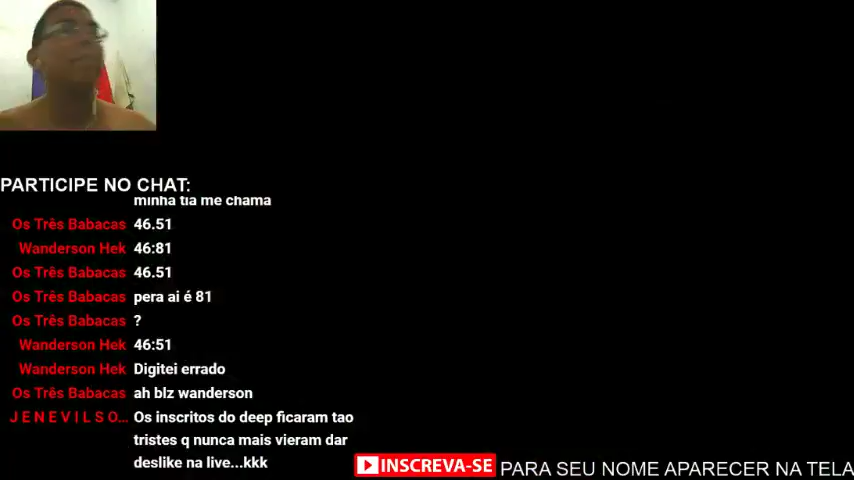 PARTICIPE NO CHAT:
minha tia me chama
Os Três Babacas 46.51
Wanderson Hek 46:81
Os Três Babacas 46.51
Os Três Babacas pera ai é 81
Os Três Babacas ?
Wanderson Hek 46:51
Wanderson Hek Digitei errado
Os Três Babacas ah blz wanderson
J E N E V I L S O... Os inscritos do deep ficaram tao
tristes q nunca mais vieram dar
deslike na live...kkk
INSCREVA-SE PARA SEU NOME APARECER NA TELA